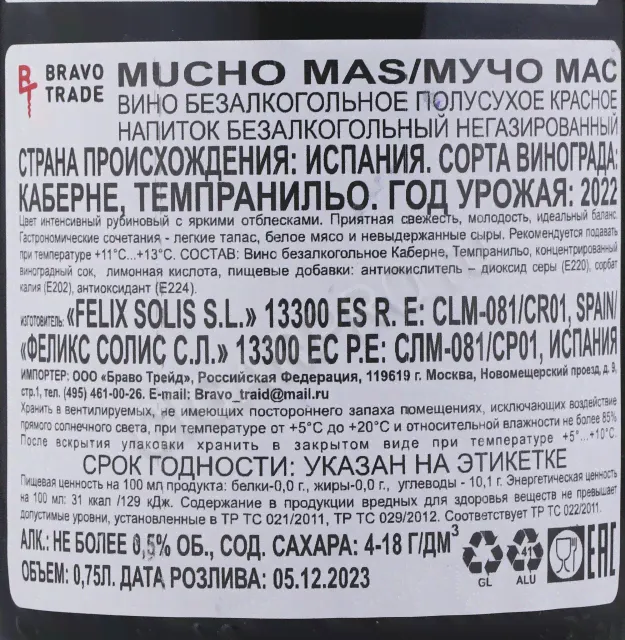 BRAVO TRADE MUCHO MAS/МУЧО МАС
ВИНО БЕЗАЛКОГОЛЬНОЕ ПОЛУСУХОЕ КРАСНОЕ
НАПИТОК БЕЗАЛКОГОЛЬНЫЙ НЕГАЗИРОВАННЫЙ
СТРАНА ПРОИСХОЖДЕНИЯ: ИСПАНИЯ. СОРТА ВИНОГРАДА:
КАБЕРНЕ, ТЕМПРАНИЛЬО. ГОД УРОЖАЯ: 2022
Цвет интенсивный рубиновый с яркими отблесками. Приятная свежесть, молодость, идеальный баланс.
Гастрономические сочетания - легкие тапас, белое мясо и невыдержанные сыры. Рекомендуется подавать
при температуре +11°С...+13°С. СОСТАВ: Вино безалкогольное Каберне, Темпранильо, концентрированный
виноградный сок, лимонная кислота, пищевые добавки: антиокислитель – диоксид серы (Е220), сорбат
калия (Е202), антиоксидант (Е224).
ИЗГОТОВИТЕЛЬ: «FELIX SOLIS S.L.» 13300 ES R. E: CLM-081/CR01, SPAIN/
«ФЕЛИКС СОЛИС С.Л.» 13300 ЕС Р.Е: СЛМ-081/СР01, ИСПАНИЯ
ИМПОРТЕР: ООО «Браво Трейд», Российская Федерация, 119619 г. Москва, Новомещерский проезд, д. 9,
стр.1, тел. (495) 461-00-26. E-mail: Bravo_traid@mail.ru
Хранить в вентилируемых, не имеющих постороннего запаха помещениях, исключающих воздействие
прямого солнечного света, при температуре от +5°С до +20°С и относительной влажности не более 85%
После вскрытия упаковки хранить в закрытом виде при температуре +5°...+10°С.
СРОК ГОДНОСТИ: УКАЗАН НА ЭТИКЕТКЕ
Пищевая ценность на 100 мл продукта: белки-0,0 г., жиры-0,0 г., углеводы - 10,1 г. Энергетическая ценность
на 100 мл: 31 ккал /129 кДж. Содержание в продукции вредных для здоровья веществ не превышает
допустимые уровни, установленные в ТР ТС 021/2011, ТР ТС 029/2012. Соответствует ТР ТС 022/2011.
АЛК.: НЕ БОЛЕЕ 0,5% ОБ., СОД. САХАРА: 4-18 Г/ДМ³
ОБЪЕМ: 0,75Л. ДАТА РОЗЛИВА: 05.12.2023
GL
41
ALU
EAC